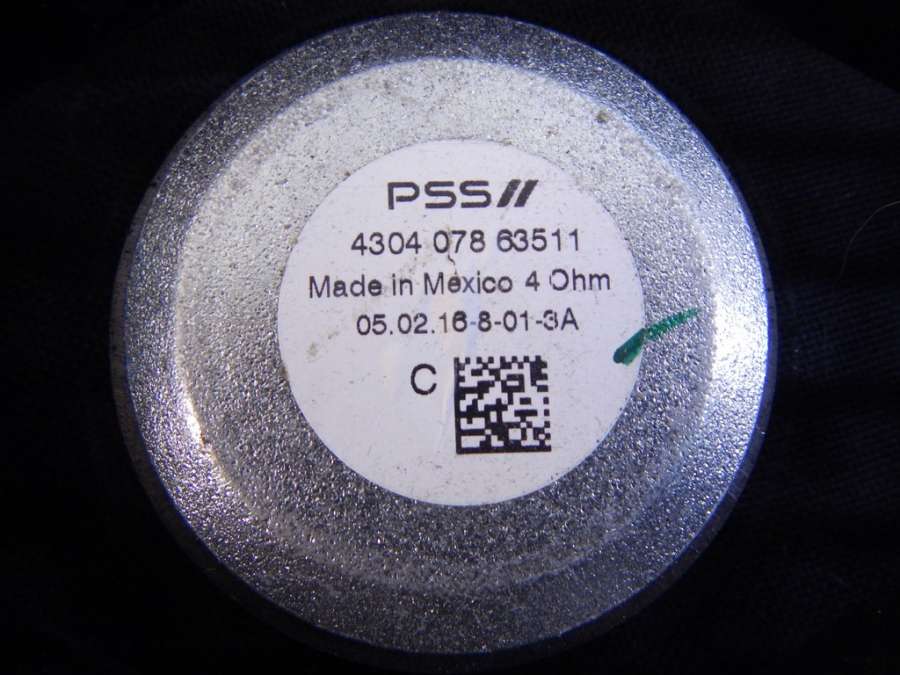 PSS//
4304 078 63511
Made in Mexico 4 Ohm
05.02.16-8-01-3A
C